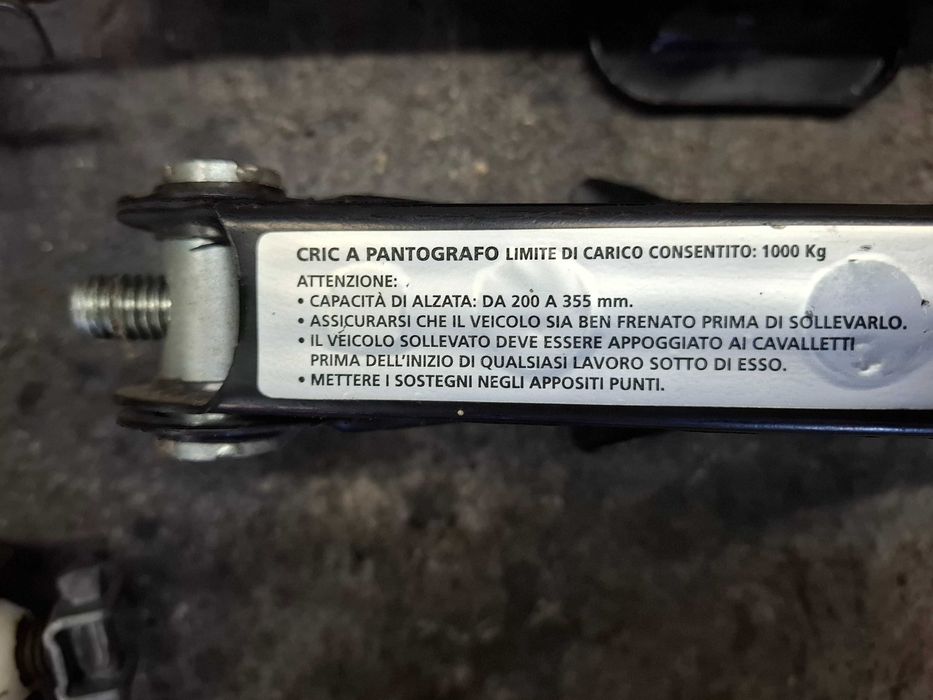 CRIC A PANTOGRAFO LIMITE DI CARICO CONSENTITO: 1000 Kg
ATTENZIONE:
• CAPACITÀ DI ALZATA: DA 200 A 355 mm.
• ASSICURARSI CHE IL VEICOLO SIA BEN FRENATO PRIMA DI SOLLEVARLO.
• IL VEICOLO SOLLEVATO DEVE ESSERE APPOGGIATO AI CAVALLETTI
PRIMA DELL'INIZIO DI QUALSIASI LAVORO SOTTO DI ESSO.
• METTERE I SOSTEGNI NEGLI APPOSITI PUNTI.